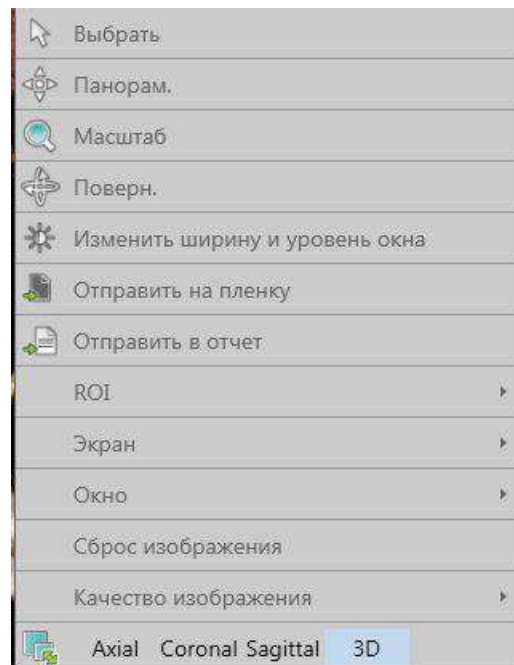 Выбрать
Панорам.
Масштаб
Поверн.
Изменить ширину и уровень окна
Отправить на пленку
Отправить в отчет
ROI
Экран
Окно
Сброс изображения
Качество изображения
Axial Coronal Sagittal 3D